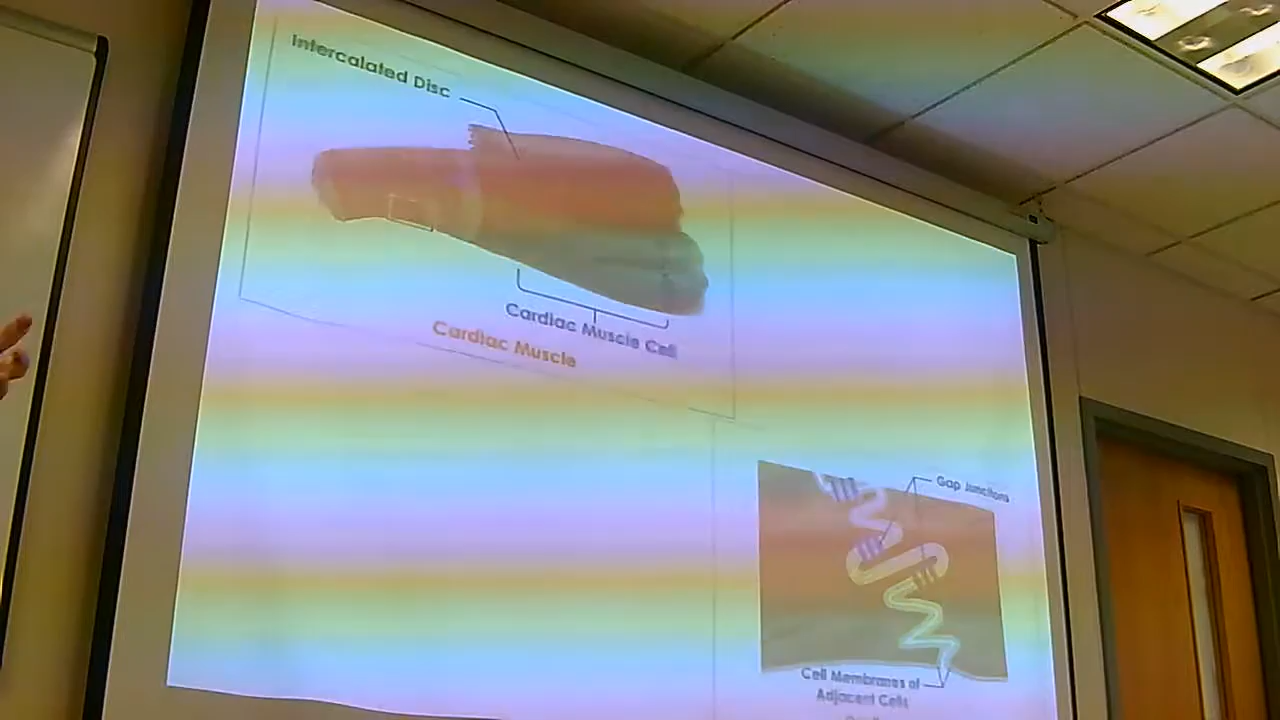 Intercalated Disc
Cardiac Muscle Cell
Cardiac Muscle
Gap Junctions
Cell Membranes of
Adjacent Cells